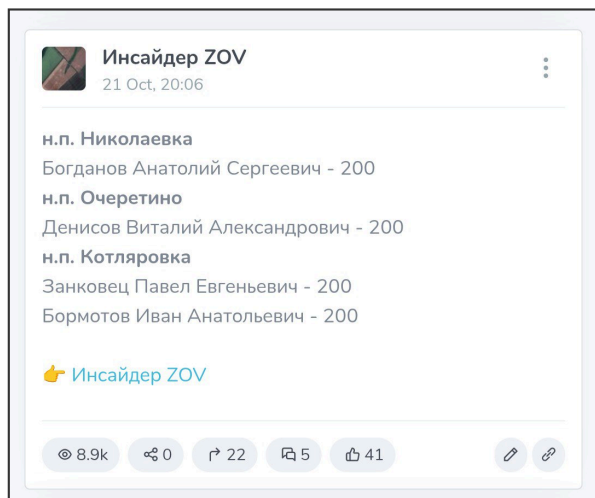 Инсайдер ZOV
21 Oct, 20:06
н.п. Николаевка
Богданов Анатолий Сергеевич - 200
н.п. Очеретино
Денисов Виталий Александрович - 200
н.п. Котляровка
Занковец Павел Евгеньевич - 200
Бормотов Иван Анатольевич - 200
👉 Инсайдер ZOV
8.9k 0 22 5 41